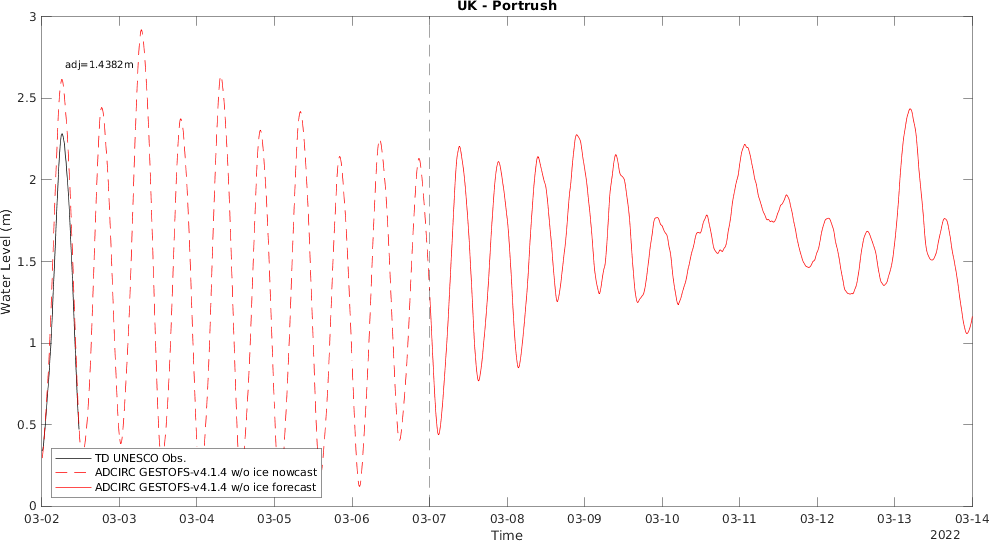 UK - Portrush
adj=1.4382m
3
2.5
2
1.5
1
0.5
0
Water Level (m)
TD UNESCO Obs.
ADCIRC GESTOFS-v4.1.4 w/o ice nowcast
ADCIRC GESTOFS-v4.1.4 w/o ice forecast
03-02 03-03 03-04 03-05 03-06 03-07 03-08 03-09 03-10 03-11 03-12 03-13 03-14
Time
2022